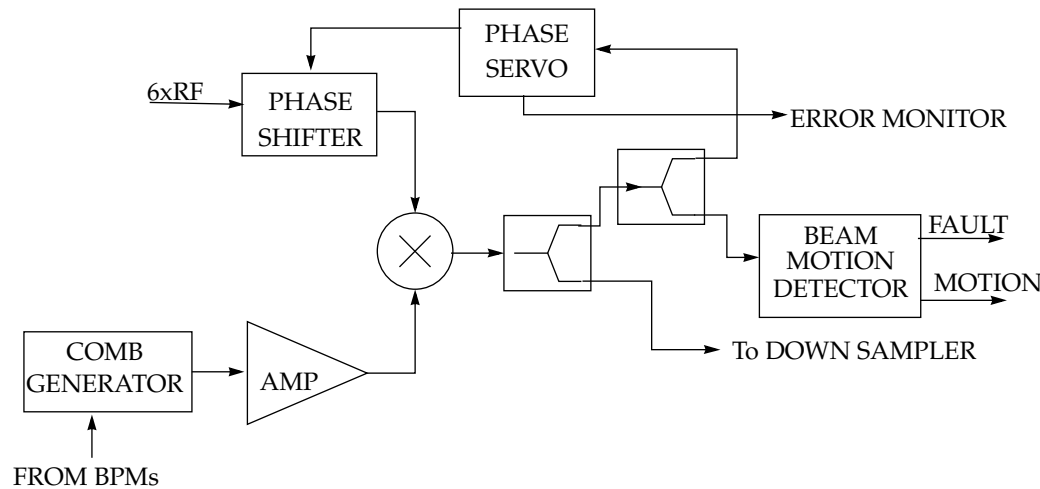 PHASE
SERVO
6xRF
PHASE
SHIFTER
ERROR MONITOR
BEAM
MOTION
DETECTOR
FAULT
MOTION
COMB
GENERATOR
AMP
To DOWN SAMPLER
FROM BPMs